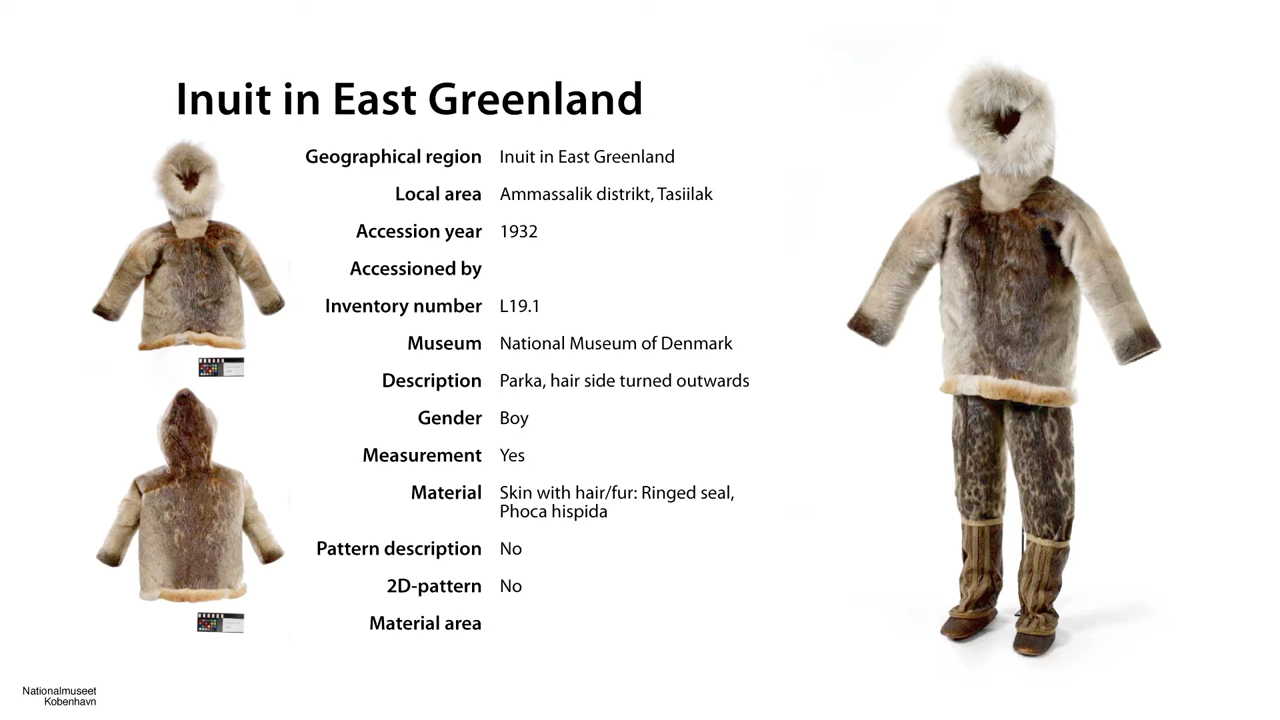 Inuit in East Greenland
Geographical region Inuit in East Greenland
Local area Ammassalik distrikt, Tasiilak
Accession year 1932
Accessioned by
Inventory number L19.1
Museum National Museum of Denmark
Description Parka, hair side turned outwards
Gender Boy
Measurement Yes
Material Skin with hair/fur: Ringed seal,
Phoca hispida
Pattern description No
2D-pattern No
Material area
Nationalmuseet
Kobenhavn